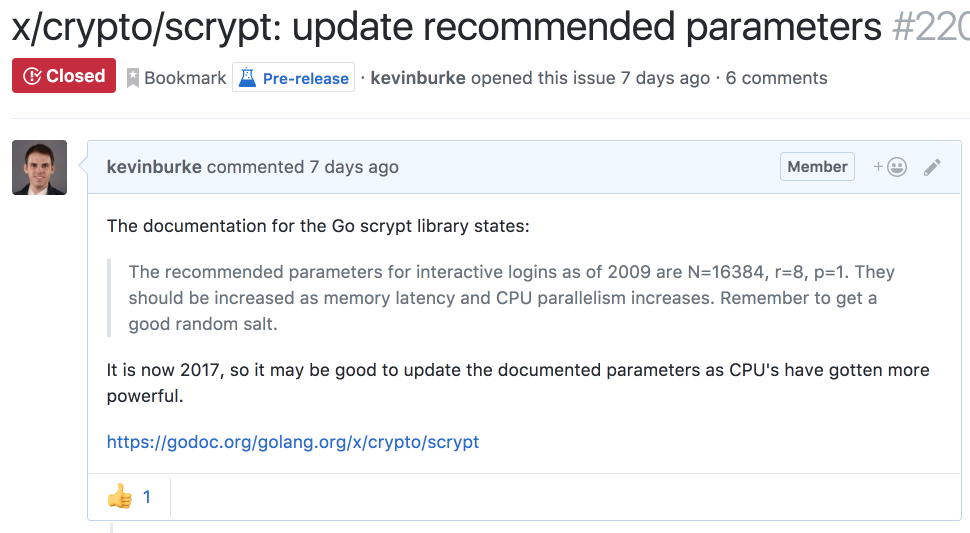 x/crypto/scrypt: update recommended parameters #220
Closed Bookmark Pre-release · kevinburke opened this issue 7 days ago · 6 comments
kevinburke commented 7 days ago Member +
The documentation for the Go scrypt library states:
The recommended parameters for interactive logins as of 2009 are N=16384, r=8, p=1. They
should be increased as memory latency and CPU parallelism increases. Remember to get a
good random salt.
It is now 2017, so it may be good to update the documented parameters as CPU's have gotten more
powerful.
https://godoc.org/golang.org/x/crypto/scrypt
1